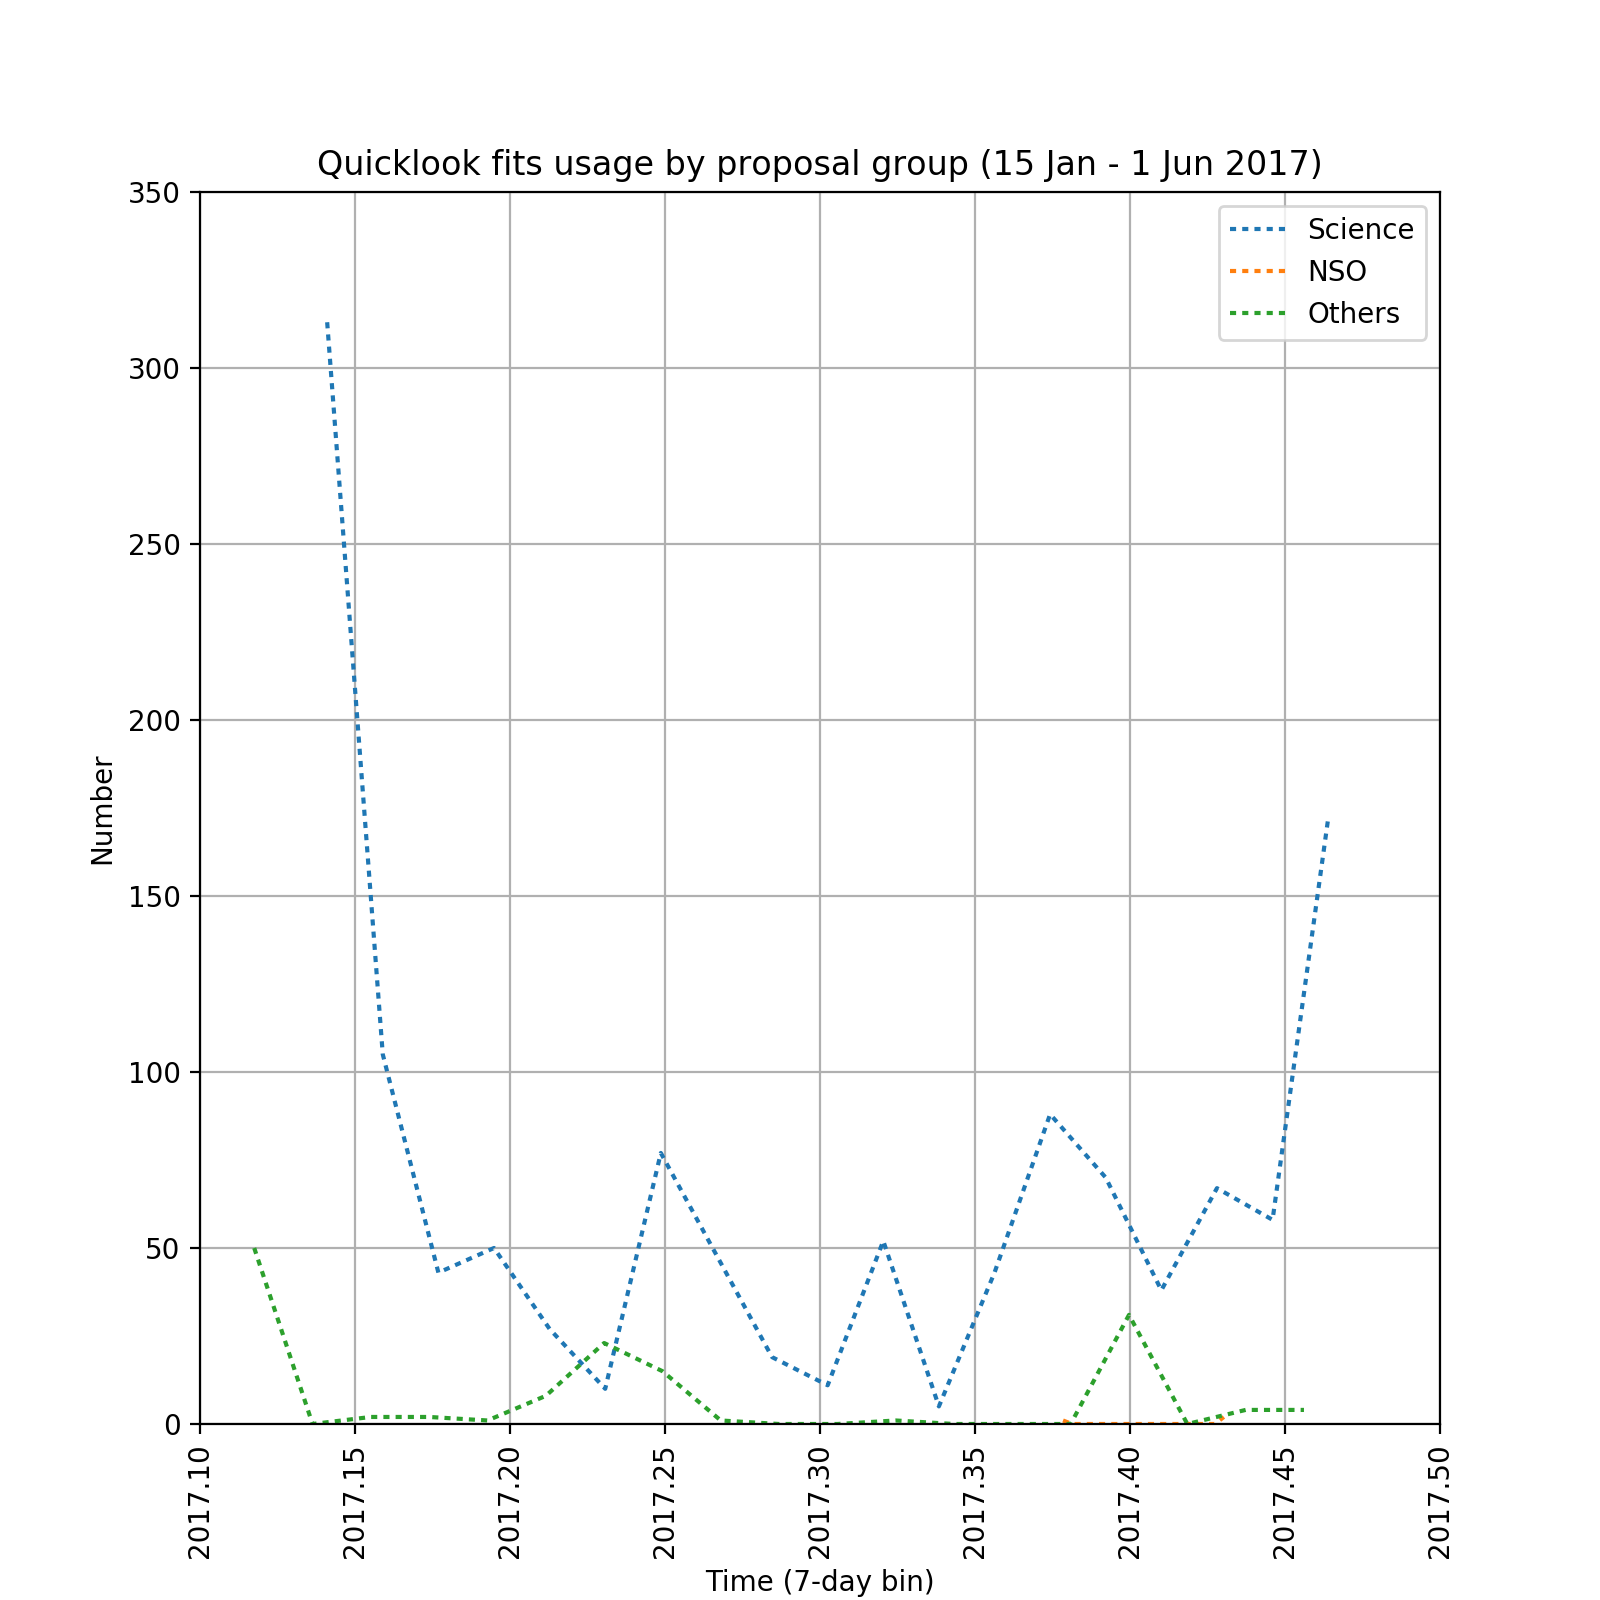 Quicklook fits usage by proposal group (15 Jan - 1 Jun 2017)
350
300
250
200
150
100
50
0
Number
Science
NSO
Others
2017.10
2017.15
2017.20
2017.25
2017.30
2017.35
2017.40
2017.45
2017.50
Time (7-day bin)